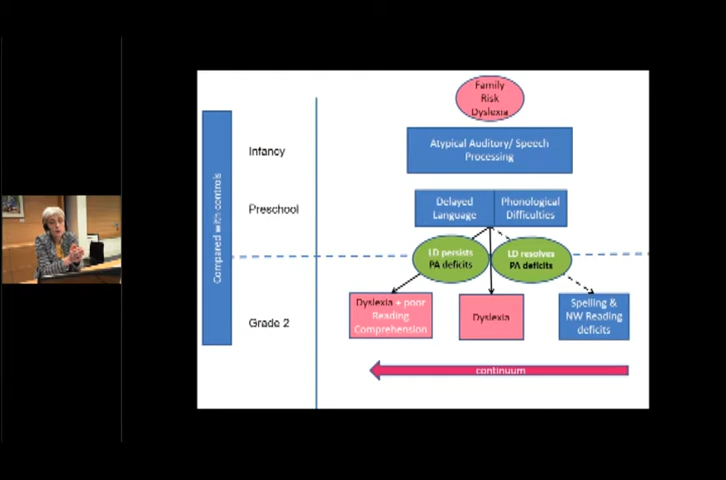 Family
Risk
Dyslexia
Compared with controls
Infancy
Atypical Auditory/ Speech
Processing
Preschool
Delayed
Language
Phonological
Difficulties
LD persists
PA deficits
LD resolves
PA deficits
Grade 2
Dyslexia + poor
Reading
Comprehension
Dyslexia
Spelling &
NW Reading
deficits
continuum